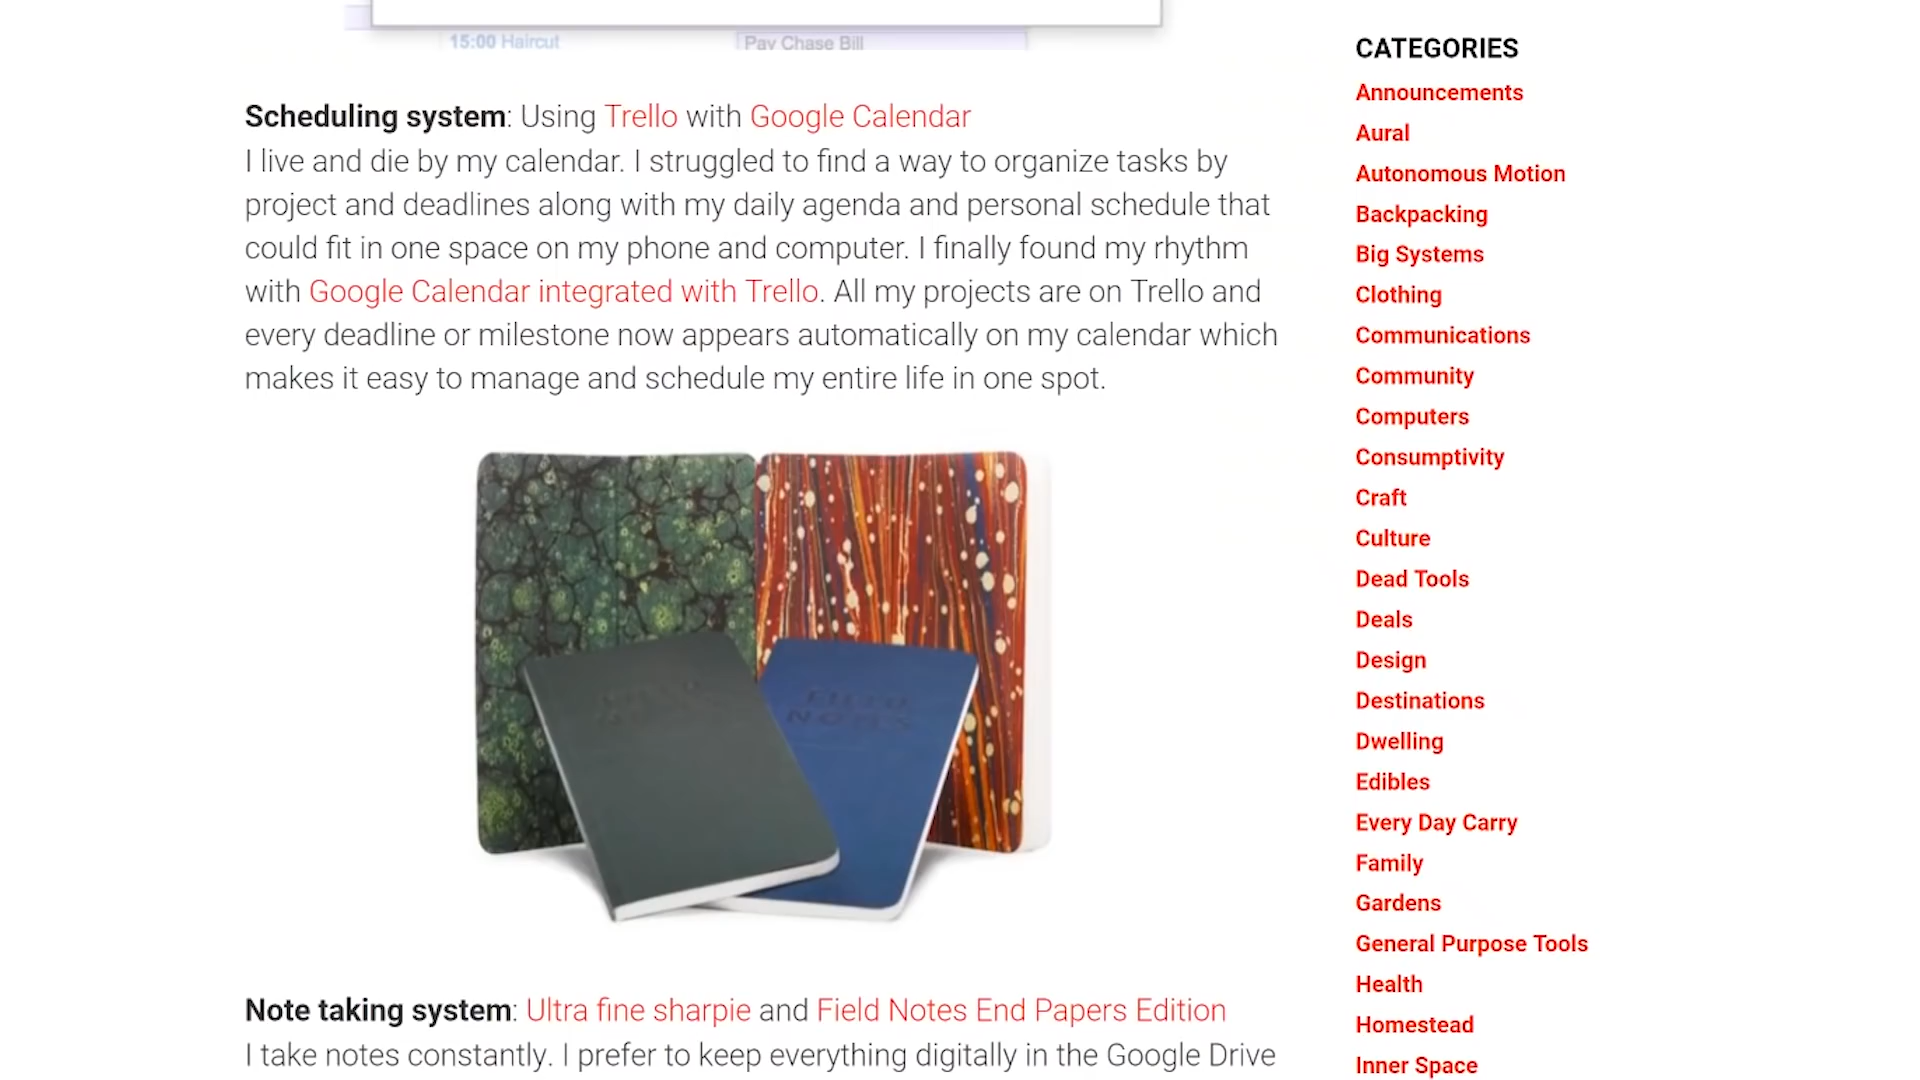 15:00 Haircut
Pay Chase Bill
Scheduling system: Using Trello with Google Calendar
I live and die by my calendar. I struggled to find a way to organize tasks by
project and deadlines along with my daily agenda and personal schedule that
could fit in one space on my phone and computer. I finally found my rhythm
with Google Calendar integrated with Trello. All my projects are on Trello and
every deadline or milestone now appears automatically on my calendar which
makes it easy to manage and schedule my entire life in one spot.
FIELD
NOTES
Note taking system: Ultra fine sharpie and Field Notes End Papers Edition
I take notes constantly. I prefer to keep everything digitally in the Google Drive
CATEGORIES
Announcements
Aural
Autonomous Motion
Backpacking
Big Systems
Clothing
Communications
Community
Computers
Consumptivity
Craft
Culture
Dead Tools
Deals
Design
Destinations
Dwelling
Edibles
Every Day Carry
Family
Gardens
General Purpose Tools
Health
Homestead
Inner Space